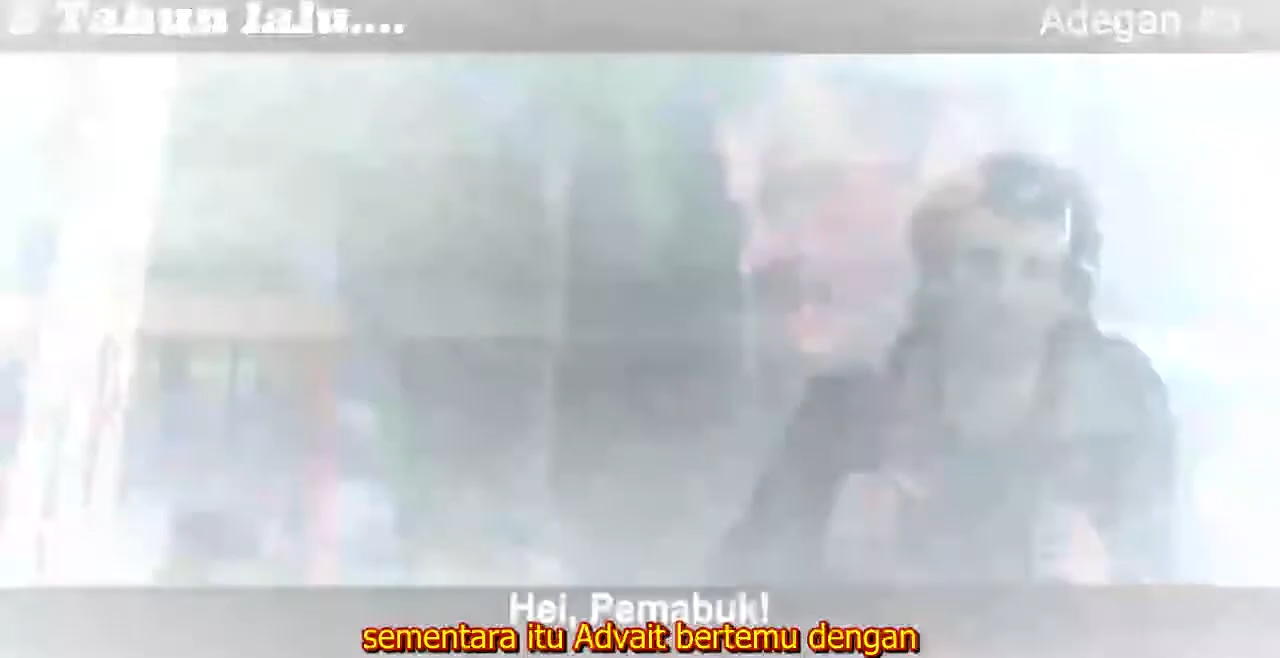 Tahun lalu....
Adegan
Hei, Pemabuk!
sementara itu Advait bertemu dengan